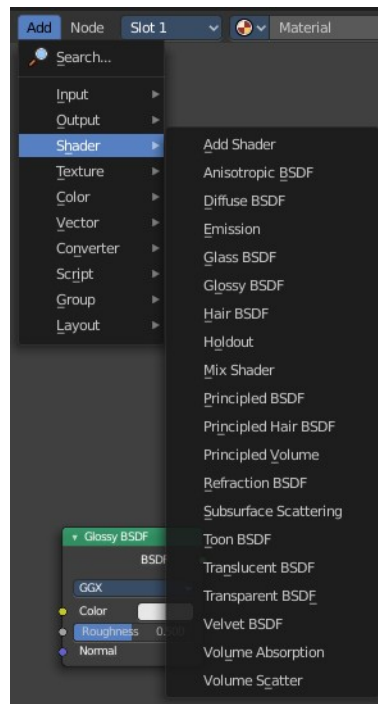 Add Node Slot 1 Material
Search...
Input
Output
Shader
Texture
Color
Vector
Converter
Script
Group
Layout
Add Shader
Anisotropic BSDF
Diffuse BSDF
Emission
Glass BSDF
Glossy BSDF
Hair BSDF
Holdout
Mix Shader
Principled BSDF
Principled Hair BSDF
Principled Volume
Refraction BSDF
Subsurface Scattering
Toon BSDF
Translucent BSDF
Transparent BSDF
Velvet BSDF
Volume Absorption
Volume Scatter
Glossy BSDF
BSDF
GGX
Color
Roughness
Normal